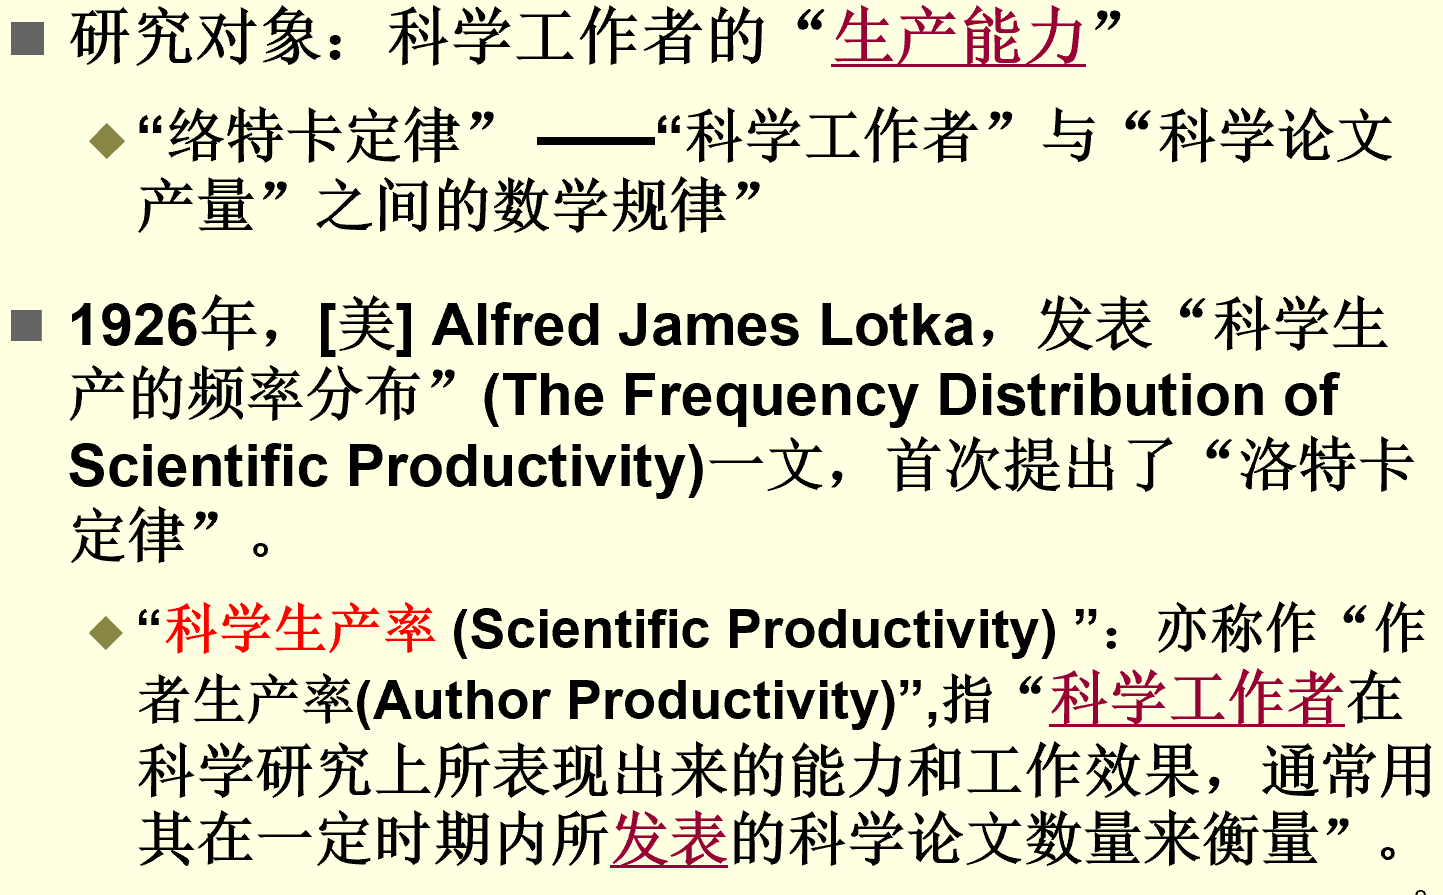 研究对象：科学工作者的“生产能力”
“络特卡定律” ——“科学工作者”与“科学论文
产量”之间的数学规律”
1926年，[美] Alfred James Lotka，发表“科学生
产的频率分布”(The Frequency Distribution of
Scientific Productivity)一文，首次提出了“洛特卡
定律”。
“科学生产率 (Scientific Productivity) ”：亦称作“作
者生产率(Author Productivity)”,指“科学工作者在
科学研究上所表现出来的能力和工作效果，通常用
其在一定时期内所发表的科学论文数量来衡量”。